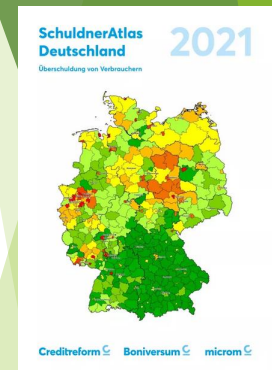 SchuldnerAtlas
Deutschland
2021
Überschuldung von Verbrauchern
Creditreform Boniversum microm